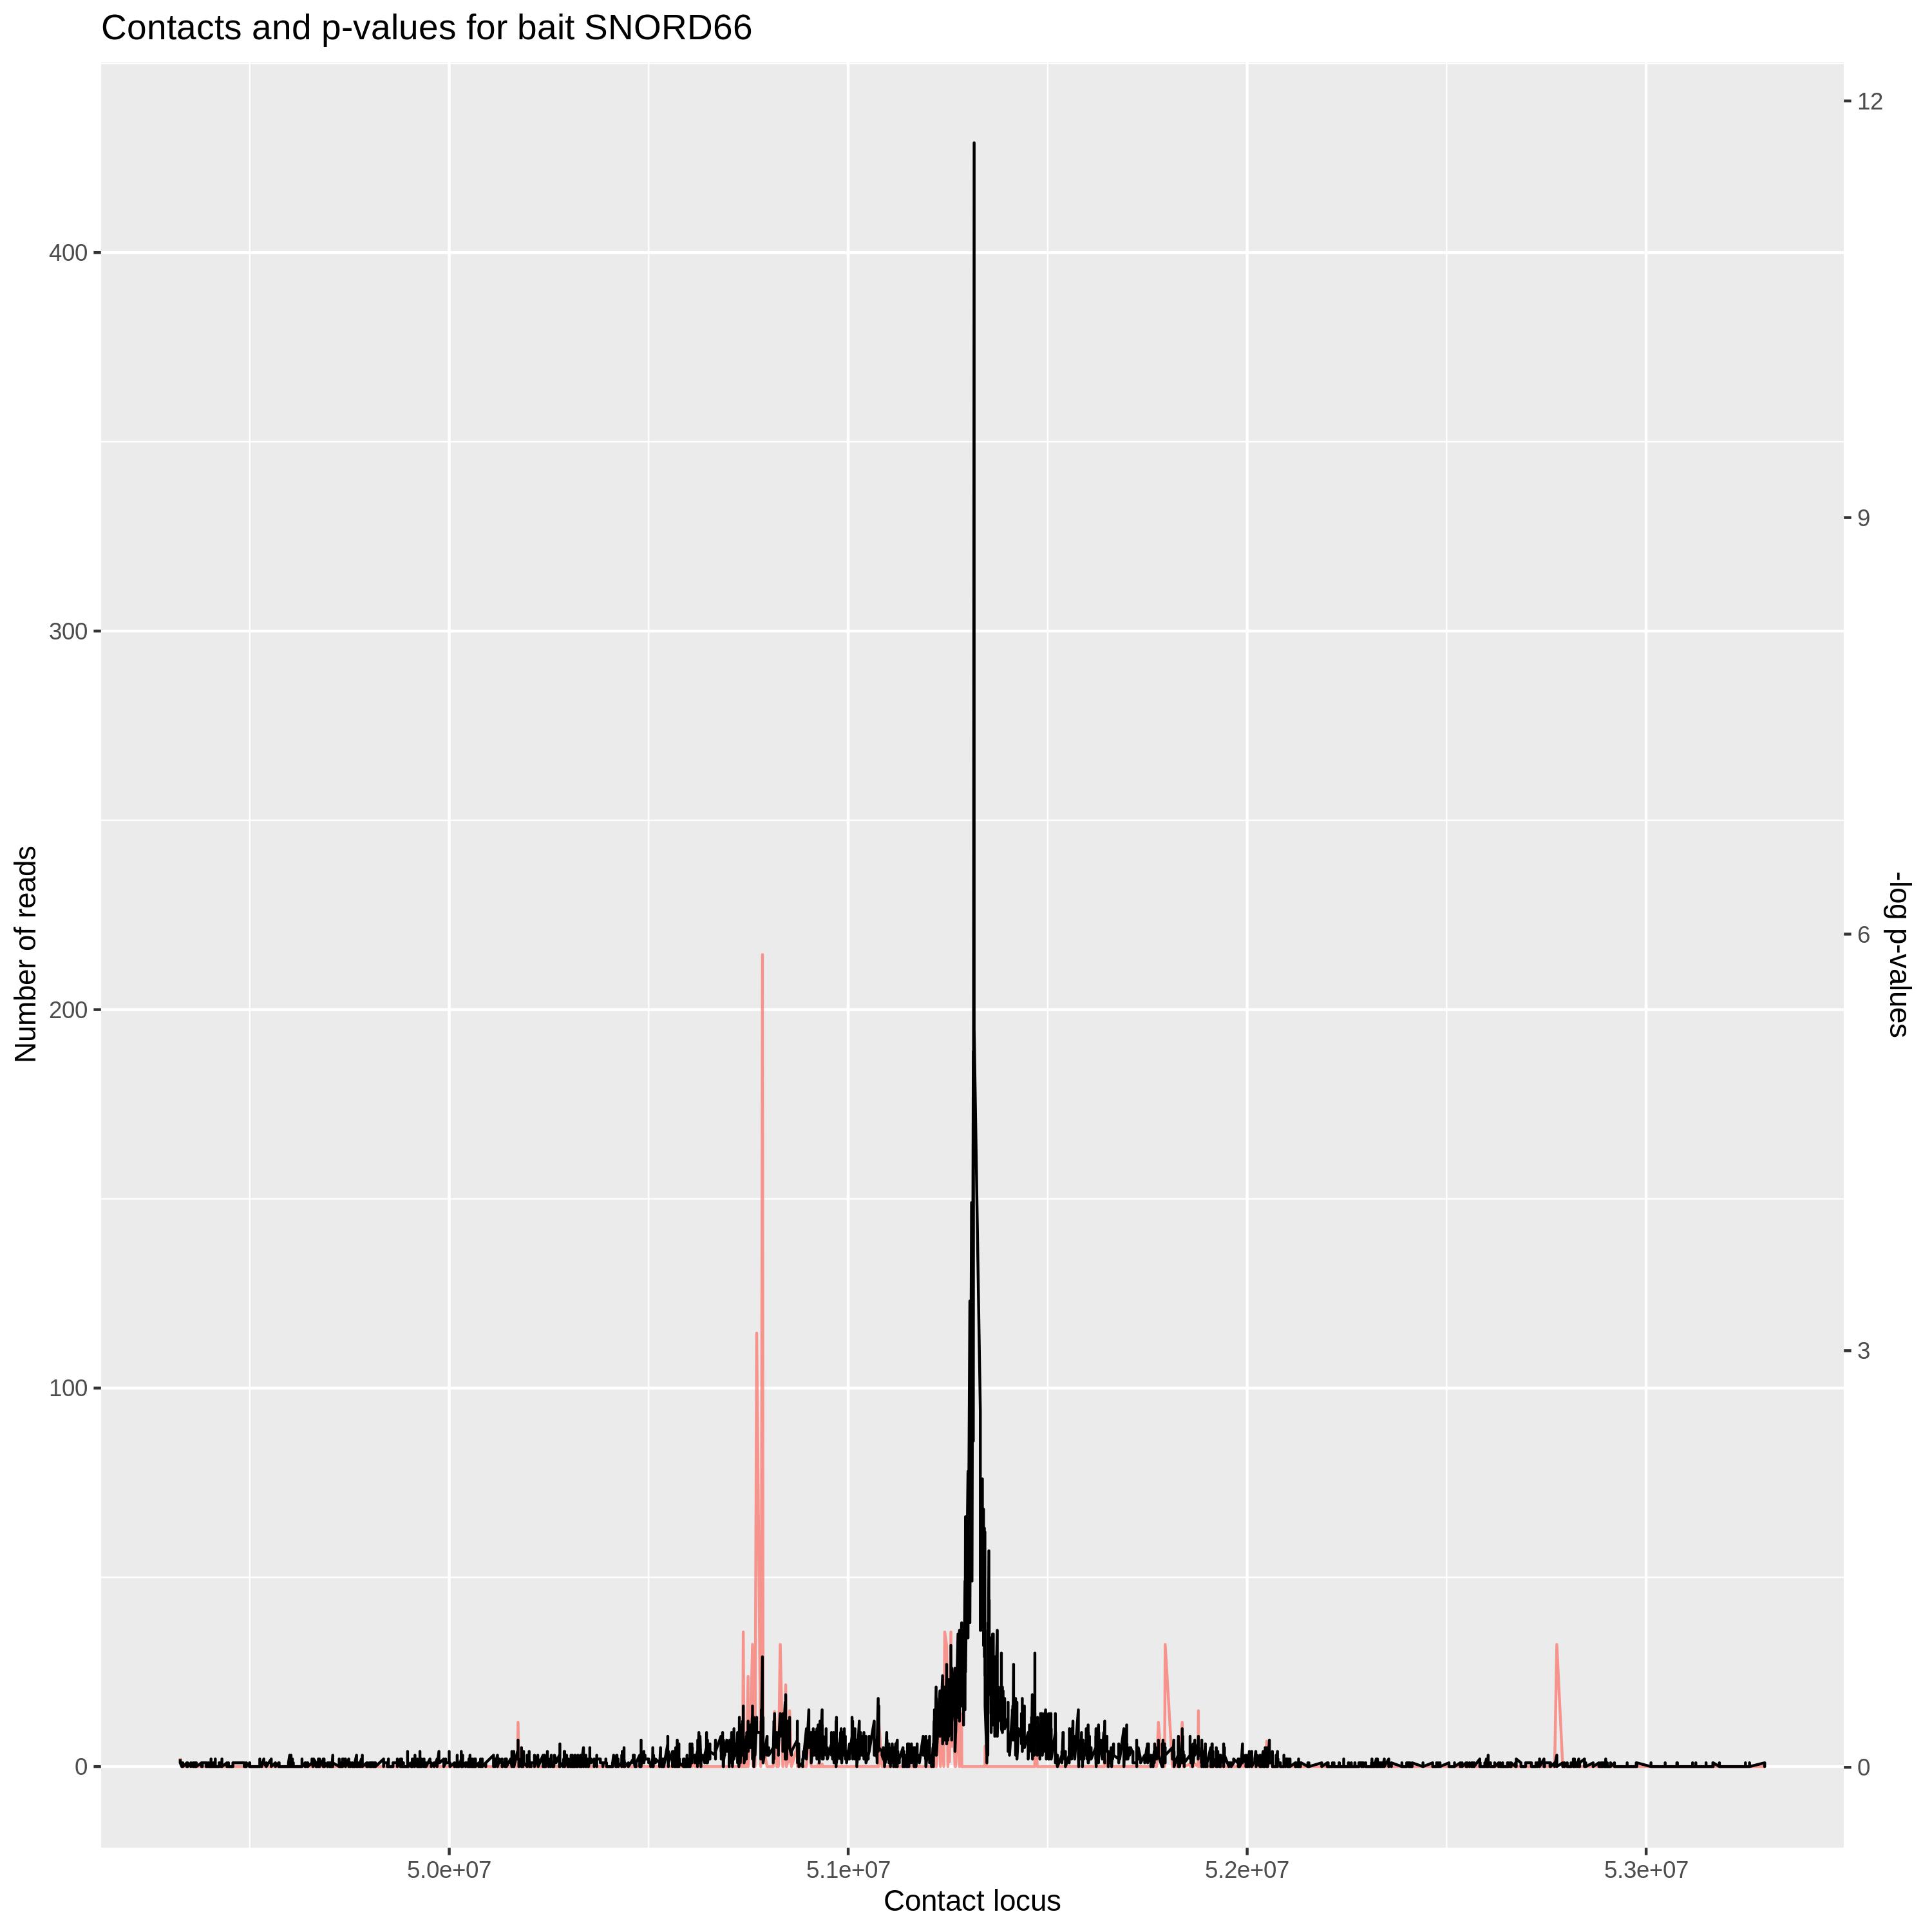 Contacts and p-values for bait SNORD66
Number of reads
400
300
200
100
0
12
9
6
3
0
-log p-values
5.0e+07 5.1e+07 5.2e+07 5.3e+07
Contact locus